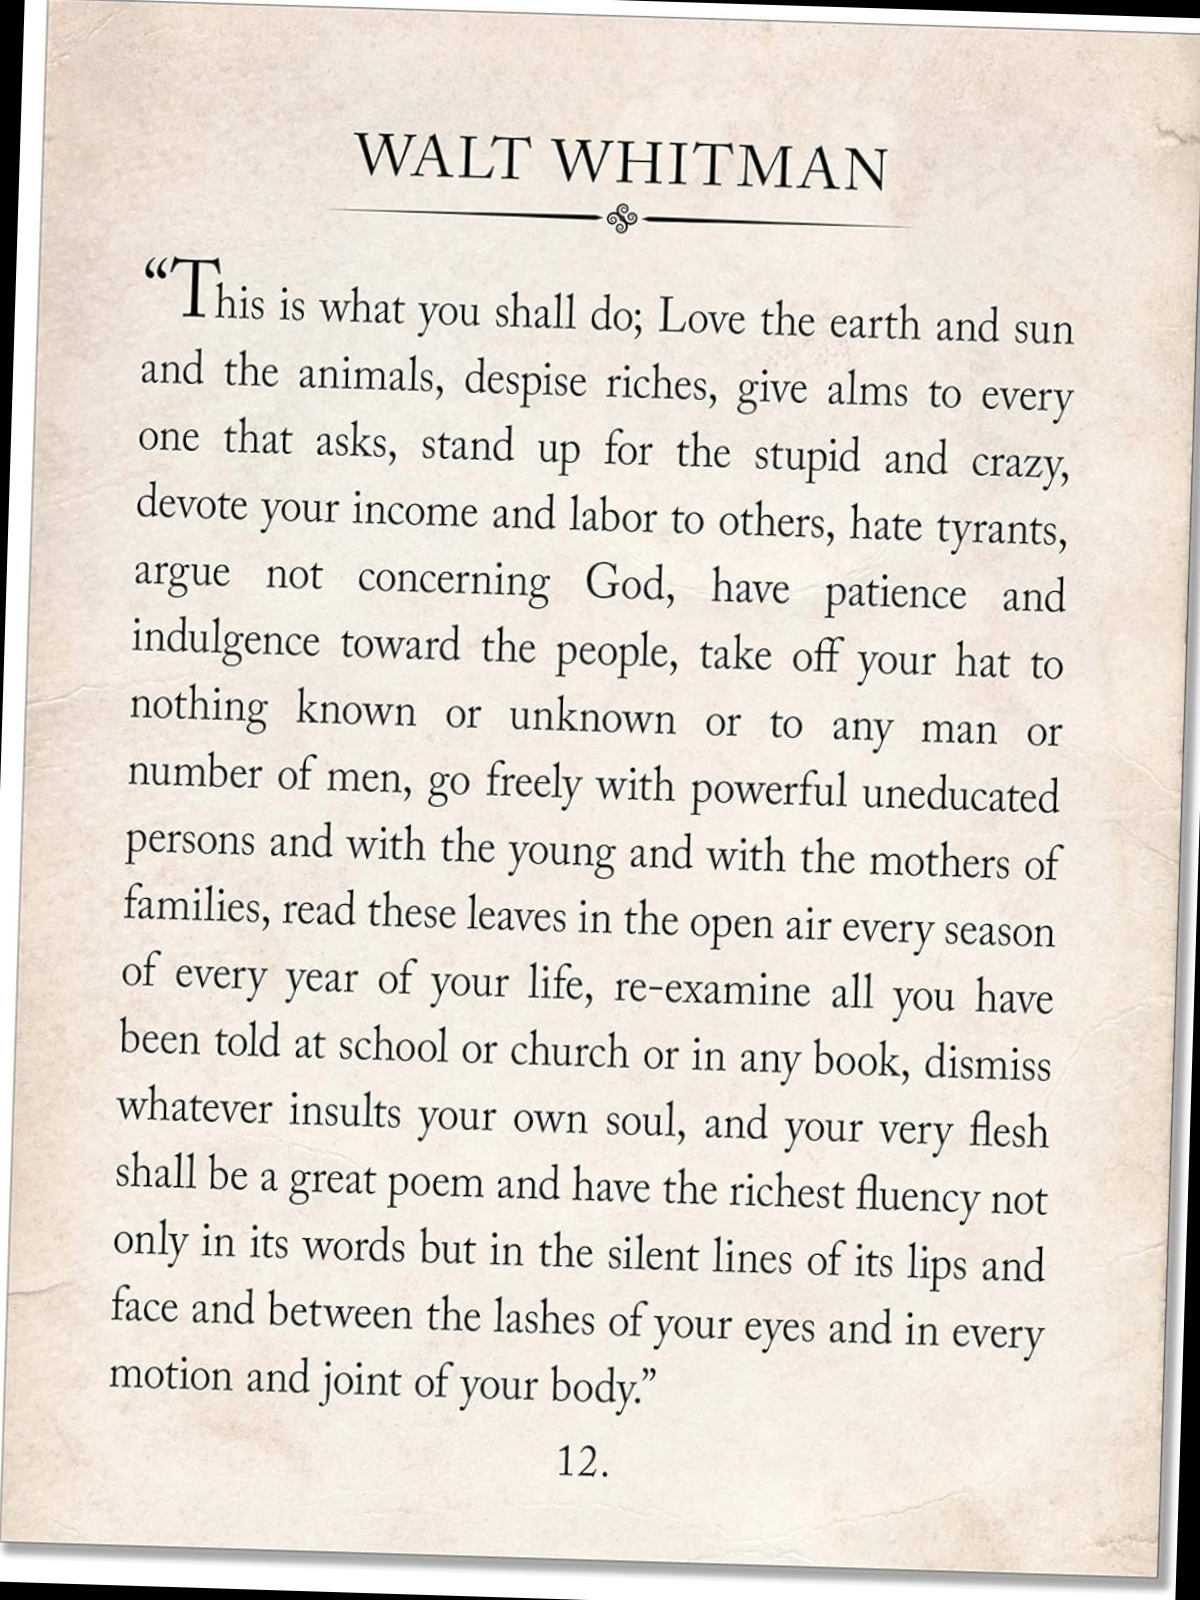 WALT WHITMAN
“This is what you shall do; Love the earth and sun
and the animals, despise riches, give alms to every
one that asks, stand up for the stupid and crazy,
devote your income and labor to others, hate tyrants,
argue not concerning God, have patience and
indulgence toward the people, take off your hat to
nothing known or unknown or to any man or
number of men, go freely with powerful uneducated
persons and with the young and with the mothers of
families, read these leaves in the open air every season
of every year of your life, re-examine all you have
been told at school or church or in any book, dismiss
whatever insults your own soul, and your very flesh
shall be a great poem and have the richest fluency not
only in its words but in the silent lines of its lips and
face and between the lashes of your eyes and in every
motion and joint of your body.”
12.